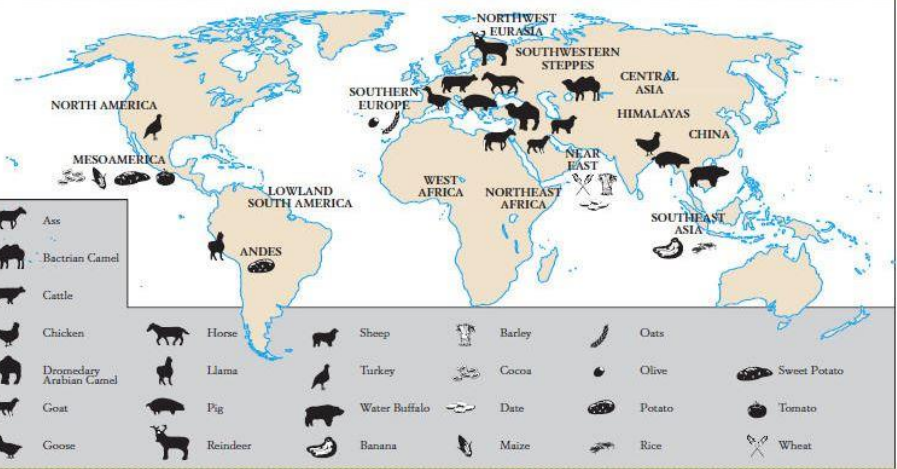 NORTHWEST
EURASIA
SOUTHWESTERN
STEPPES
CENTRAL
ASIA
SOUTHERN
EUROPE
NORTH AMERICA
HIMALAYAS
CHINA
MESOAMERICA
NEAR
EAST
WEST
AFRICA
NORTHEAST
AFRICA
LOWLAND
SOUTH AMERICA
SOUTHEAST
ASIA
ANDES
Ass
Bactrian Camel
Cattle
Chicken
Dromedary
Arabian Camel
Goat
Goose
Horse
Llama
Pig
Reindeer
Sheep
Turkey
Water Buffalo
Banana
Barley
Cocoa
Date
Maize
Oats
Olive
Potato
Rice
Sweet Potato
Tomato
Wheat